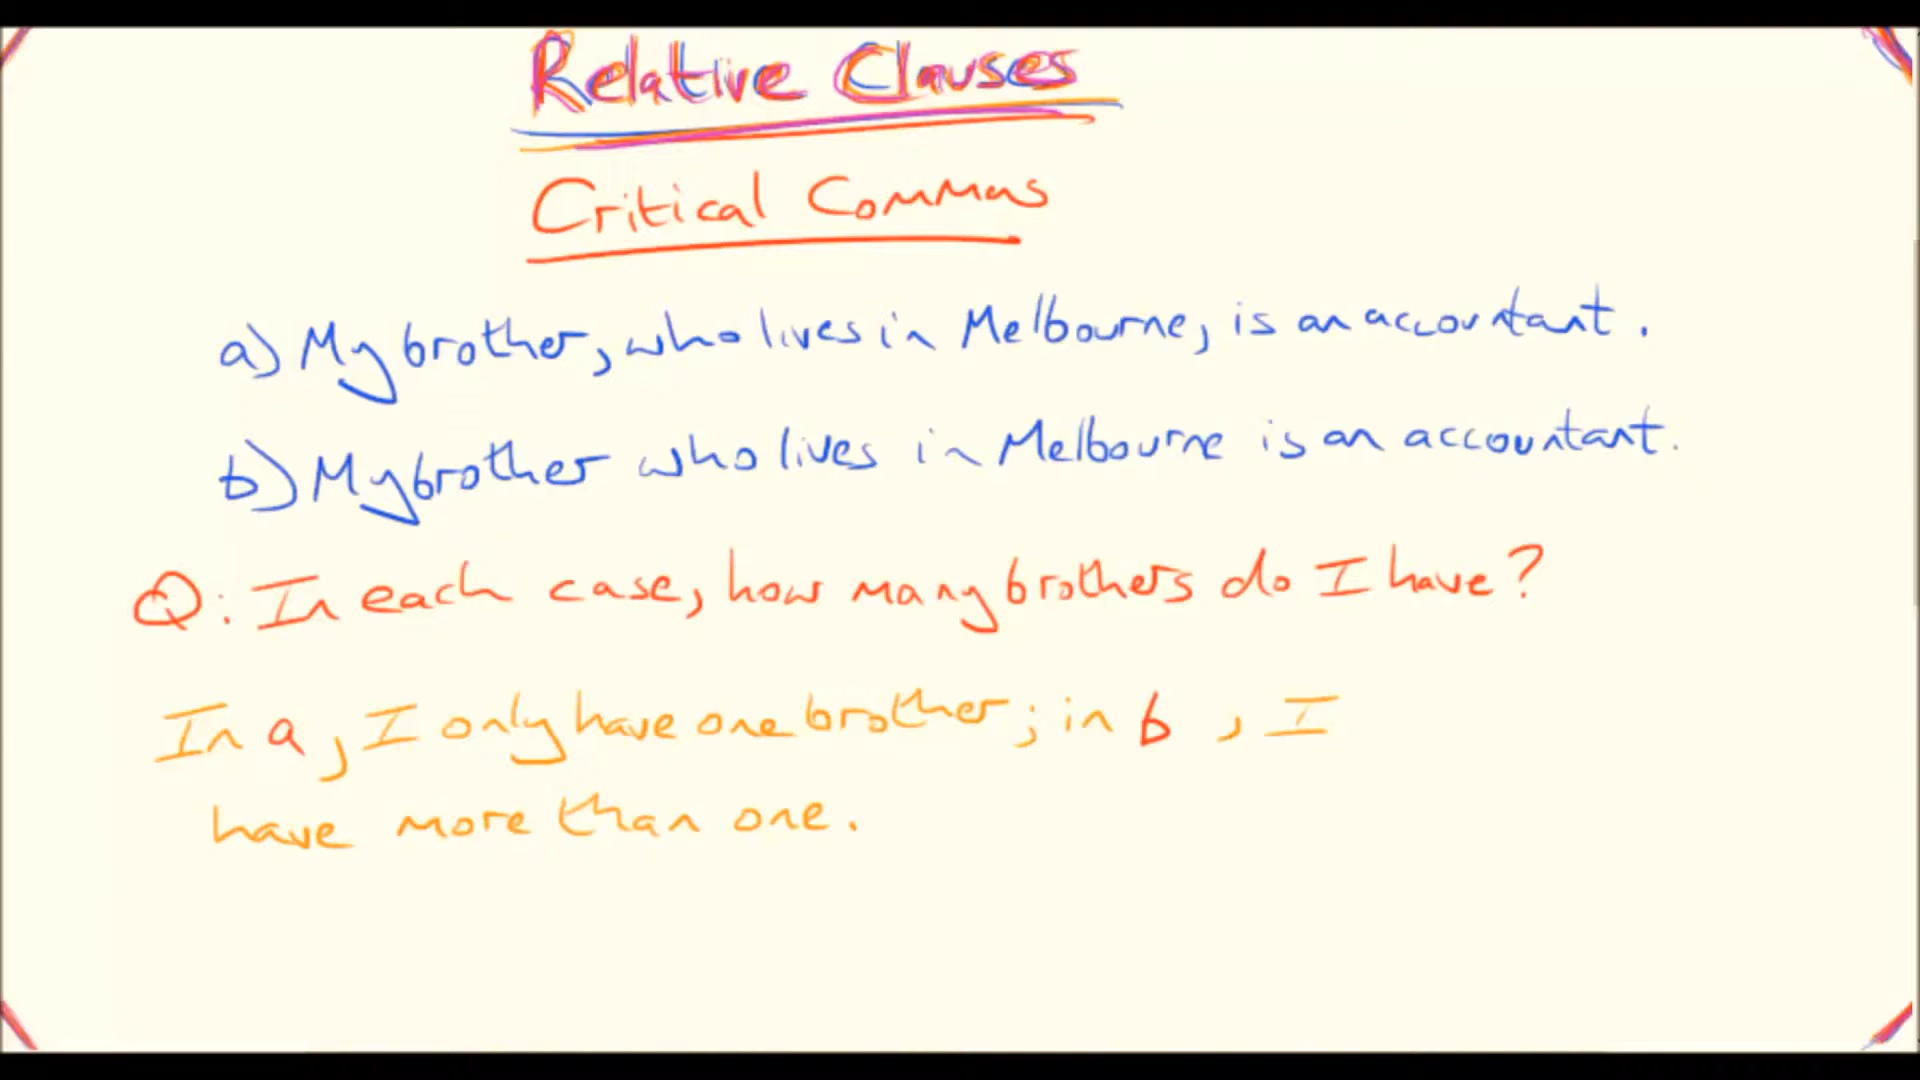 Relative Clauses
Critical Commas
a) My brother, who lives in Melbourne, is an accountant.
b) My brother who lives in Melbourne is an accountant.
Q: In each case, how many brothers do I have?
In a, I only have one brother; in b, I
have more than one.